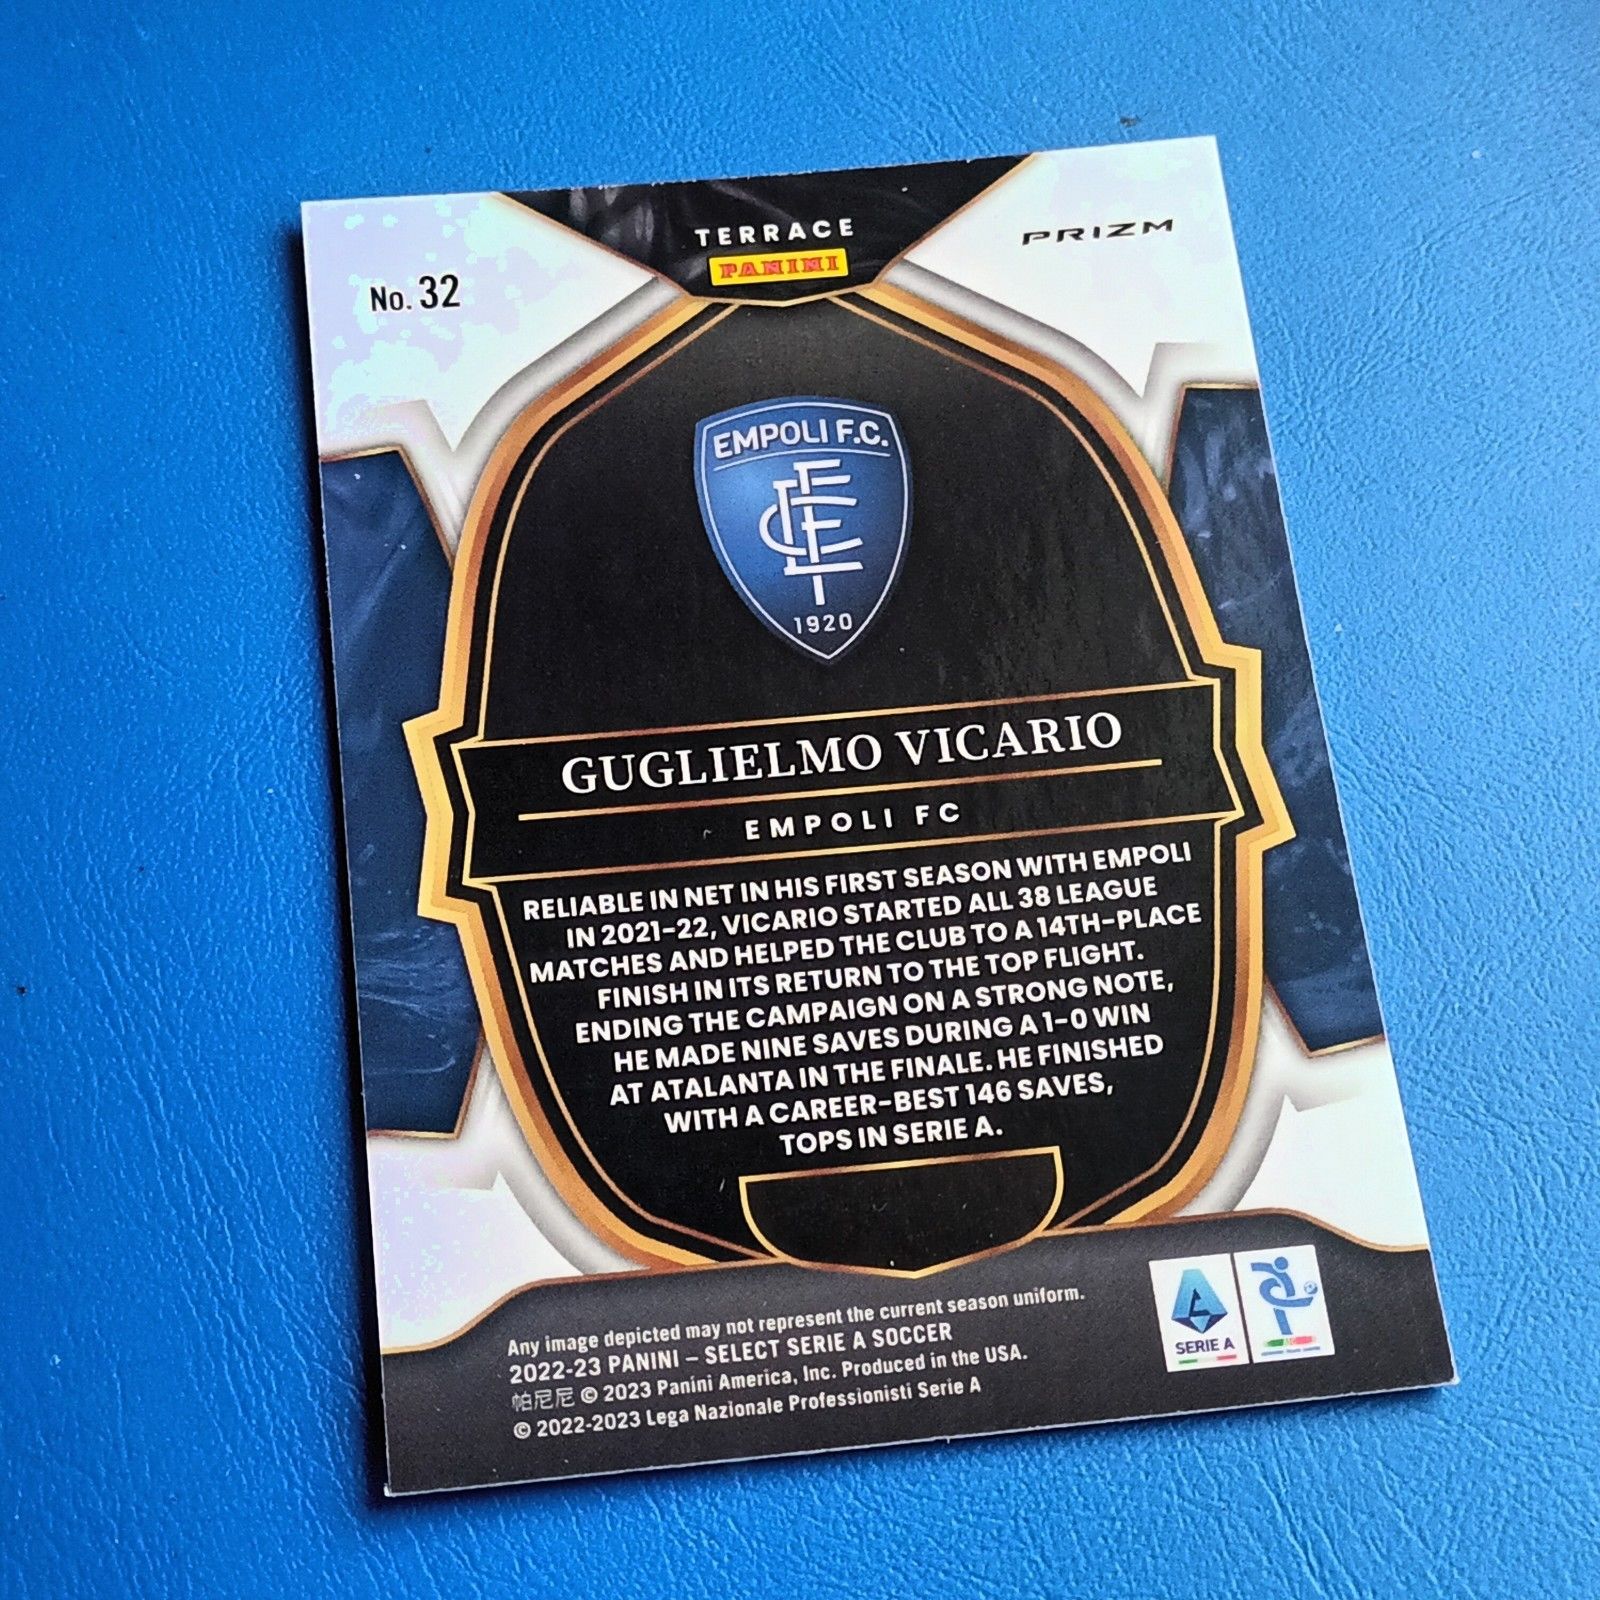 TERRACE
PANINI
PRIZM
No. 32
EMPOLI F.C.
1920
GUGLIELMO VICARIO
EMPOLI FC
RELIABLE IN NET IN HIS FIRST SEASON WITH EMPOLI
IN 2021-22, VICARIO STARTED ALL 38 LEAGUE
MATCHES AND HELPED THE CLUB TO A 14TH-PLACE
FINISH IN ITS RETURN TO THE TOP FLIGHT.
ENDING THE CAMPAIGN ON A STRONG NOTE,
HE MADE NINE SAVES DURING A 1-0 WIN
AT ATALANTA IN THE FINALE. HE FINISHED
WITH A CAREER-BEST 146 SAVES,
TOPS IN SERIE A.
Any image depicted may not represent the current season uniform.
2022-23 PANINI – SELECT SERIE A SOCCER
帕尼尼 © 2023 Panini America, Inc. Produced in the USA.
© 2022-2023 Lega Nazionale Professionisti Serie A
SERIE A